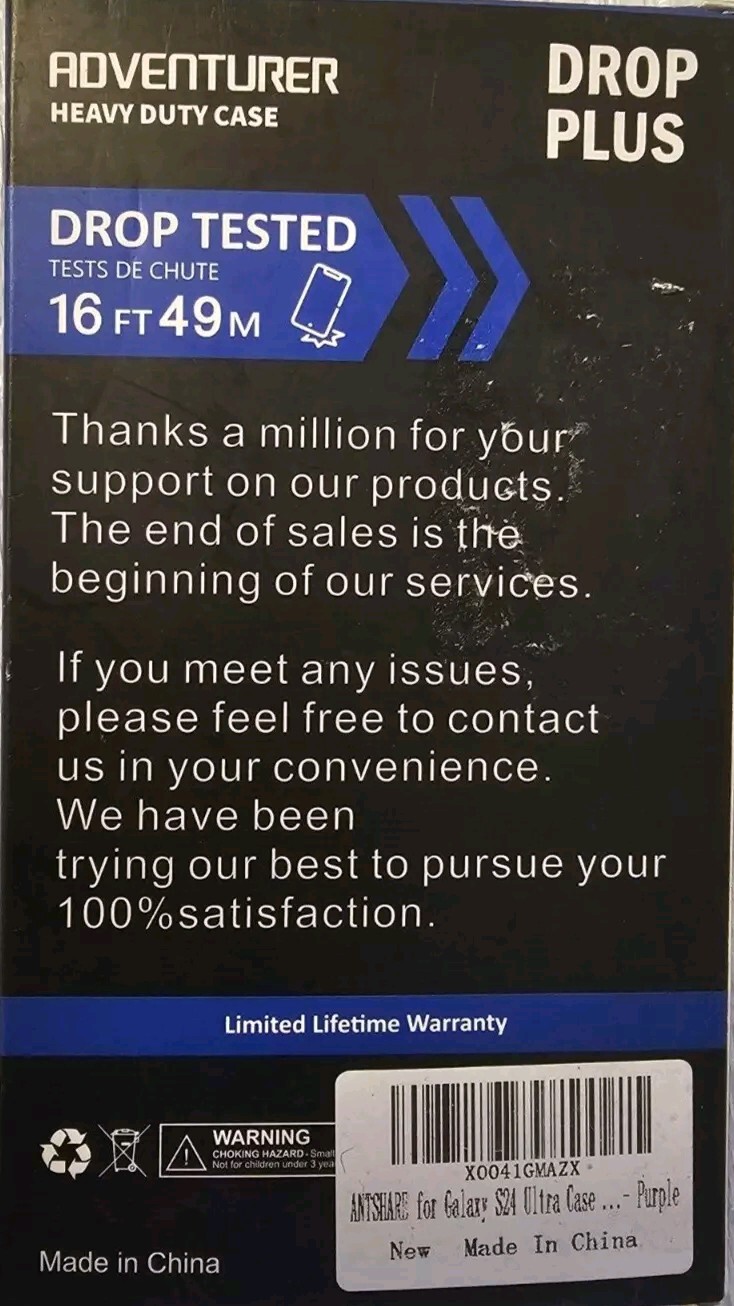 ADVENTURER
HEAVY DUTY CASE
DROP
PLUS
DROP TESTED
TESTS DE CHUTE
16 FT 49 M
Thanks a million for your
support on our products.
The end of sales is the
beginning of our services.
If you meet any issues,
please feel free to contact
us in your convenience.
We have been
trying our best to pursue your
100%satisfaction.
Limited Lifetime Warranty
WARNING
CHOKING HAZARD-Small
Not for children under 3
X0041GMAZX
ANTSHARE for Galaxy S24 Ultra Case ...- Purple
New Made In China
Made in China